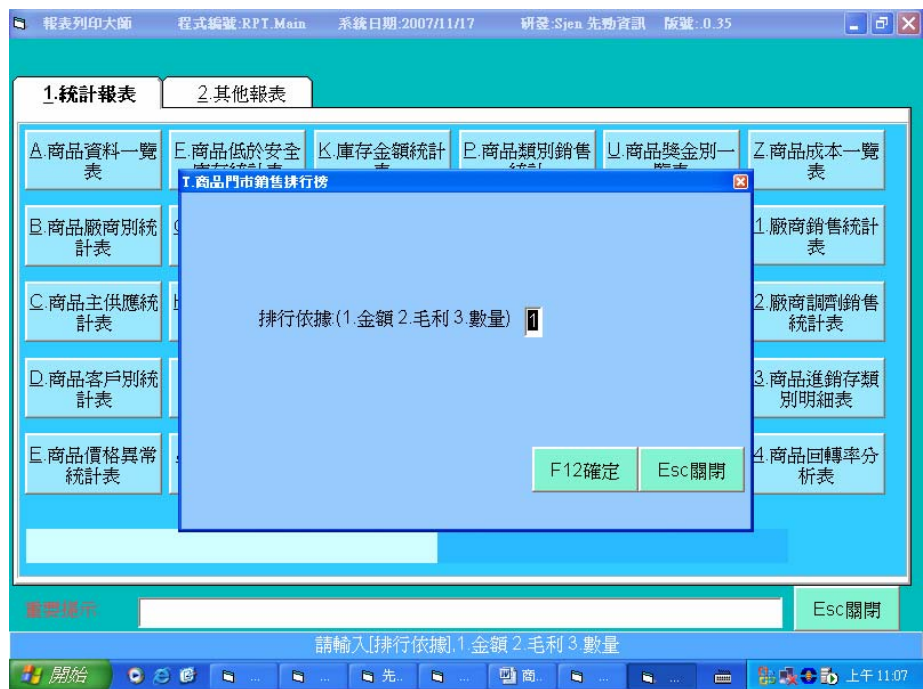 報表列印大師 程式編號:RPT.Main 系統日期:2007/11/17 研發:Sjen 先勁資訊 版號:.0.35
1.統計報表 2.其他報表
A.商品資料一覽表
E.商品低於安全
K.庫存金額統計
P.商品類別銷售
U.商品獎金別一
Z.商品成本一覽表
T.商品門市銷售排行榜
B.商品廠商別統計表
1.廠商銷售統計表
C.商品主供應統計表
排行依據:(1.金額 2.毛利 3.數量) 1
2.廠商調劑銷售統計表
D.商品客戶別統計表
3.商品進銷存類別明細表
E.商品價格異常統計表
F12確定 Esc關閉
4.商品回轉率分析表
重要提示 Esc關閉
請輸入[排行依據],1.金額 2.毛利 3.數量
開始 ... ... 先... ... 商... ... ... 上午 11:07